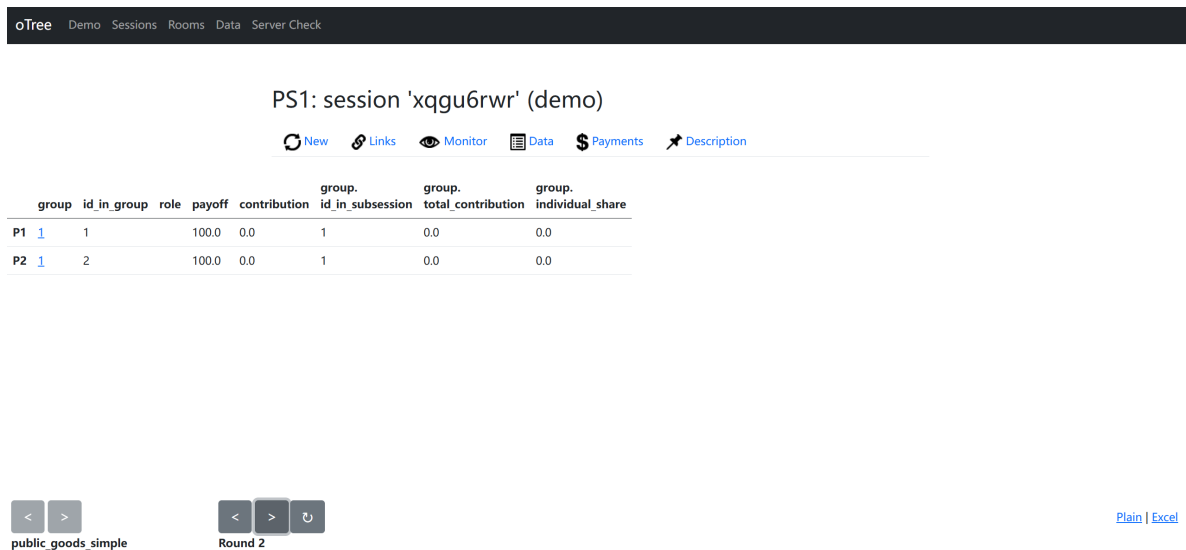 oTree Demo Sessions Rooms Data Server Check
PS1: session 'xqgu6rwr' (demo)
New Links Monitor Data Payments Description
group id_in_group role payoff contribution group. id_in_subsession group. total_contribution group. individual_share
P1 1 1 100.0 0.0 1 0.0 0.0
P2 1 2 100.0 0.0 1 0.0 0.0
< > < > ↻ Plain | Excel
public_goods_simple Round 2